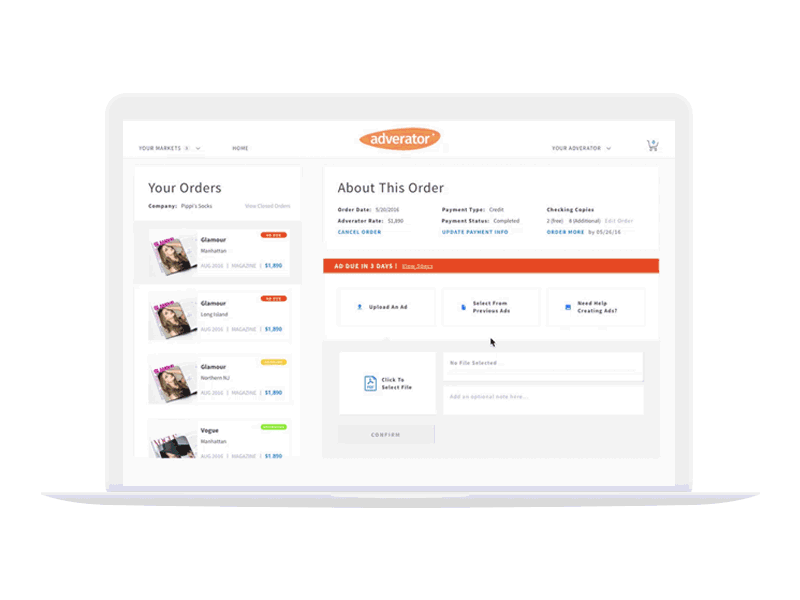 adverator
YOUR MARKETS 3
HOME
YOUR ADVERATOR
Your Orders
Company: Pippi's Socks
View Closed Orders
GLAMOUR
Glamour
Manhattan
AUG 2016 | MAGAZINE | $1,890
GLAMOUR
Glamour
Long Island
AUG 2016 | MAGAZINE | $1,890
GLAMOUR
Glamour
Northern NJ
AUG 2016 | MAGAZINE | $1,890
VOGUE
Vogue
Manhattan
AUG 2016 | MAGAZINE | $1,890
About This Order
Order Date: 5/20/2016
Payment Type: Credit
Checking Copies
Adverator Rate: $1,890
Payment Status: Completed
2 (free) 4 (Additional) Edit Order
CANCEL ORDER
UPDATE PAYMENT INFO
ORDER MORE by 05/26/16
AD DUE IN 3 DAYS | View Specs
Upload An Ad
Select From
Previous Ads
Need Help
Creating Ads?
PDF
Click To
Select File
No File Selected
Add an optional note here...
CONFIRM